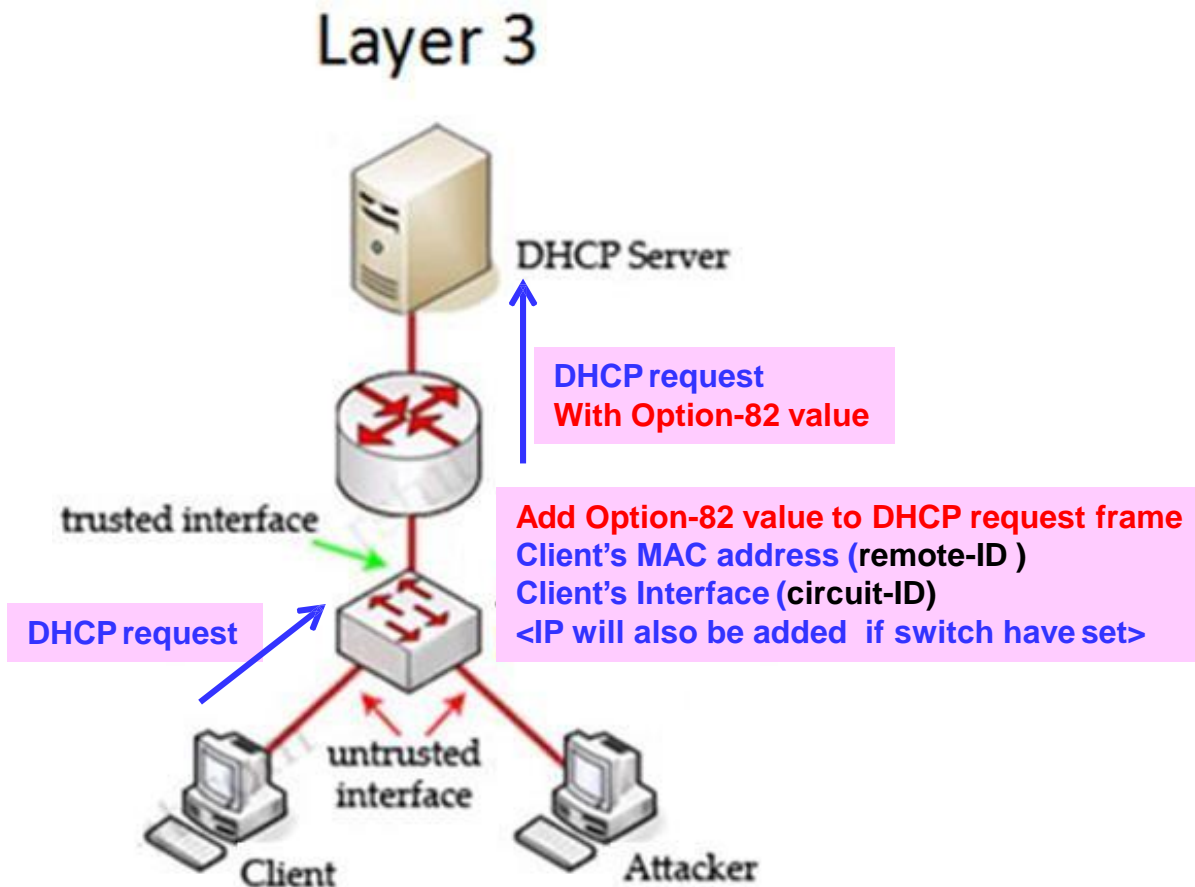 Layer 3
DHCP Server
DHCP request
With Option-82 value
trusted interface
Add Option-82 value to DHCP request frame
Client's MAC address (remote-ID )
Client's Interface (circuit-ID)
<IP will also be added if switch have set>
DHCP request
untrusted
interface
Client
Attacker